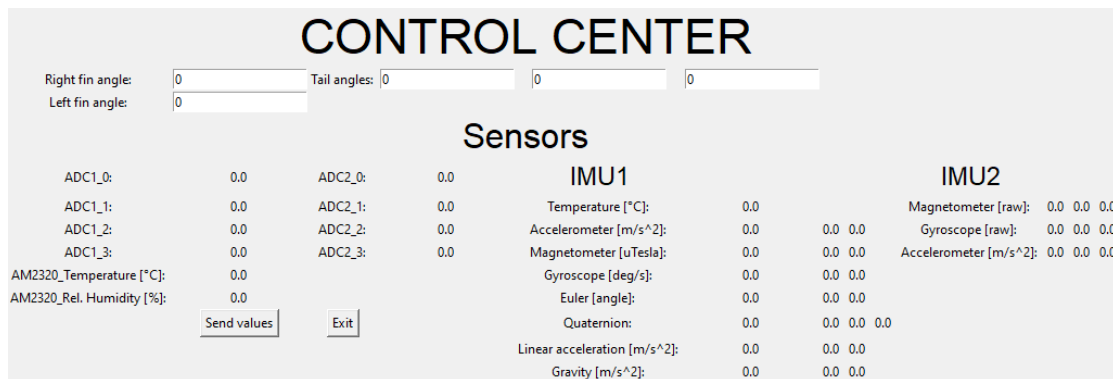 CONTROL CENTER
Right fin angle: 0 Tail angles: 0 0 0
Left fin angle: 0
Sensors
ADC1_0: 0.0 ADC2_0: 0.0 IMU1 IMU2
ADC1_1: 0.0 ADC2_1: 0.0 Temperature [°C]: 0.0 Magnetometer [raw]: 0.0 0.0 0.0
ADC1_2: 0.0 ADC2_2: 0.0 Accelerometer [m/s^2]: 0.0 0.0 0.0 Gyroscope [raw]: 0.0 0.0 0.0
ADC1_3: 0.0 ADC2_3: 0.0 Magnetometer [uTesla]: 0.0 0.0 0.0 Accelerometer [m/s^2]: 0.0 0.0 0.0
AM2320_Temperature [°C]: 0.0 Gyroscope [deg/s]: 0.0 0.0 0.0
AM2320_Rel. Humidity [%]: 0.0 Euler [angle]: 0.0 0.0 0.0
Send values Exit Quaternion: 0.0 0.0 0.0 0.0
Linear acceleration [m/s^2]: 0.0 0.0 0.0
Gravity [m/s^2]: 0.0 0.0 0.0